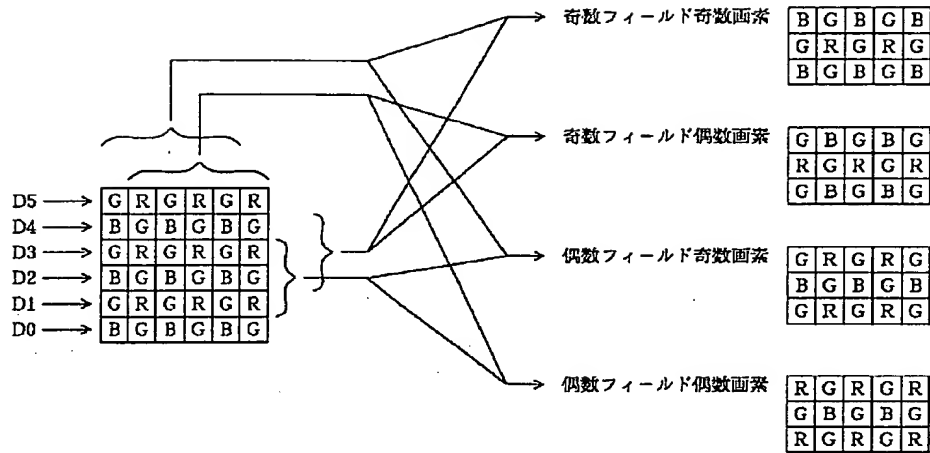 奇数フィールド奇数画素
B G B G B
G R G R G
B G B G B
奇数フィールド偶数画素
G B G B G
R G R G R
G B G B G
D5 G R G R G R
D4 B G B G B G
D3 G R G R G R
D2 B G B G B G
D1 G R G R G R
D0 B G B G B G
偶数フィールド奇数画素
G R G R G
B G B G B
G R G R G
偶数フィールド偶数画素
R G R G R
G B G B G
R G R G R